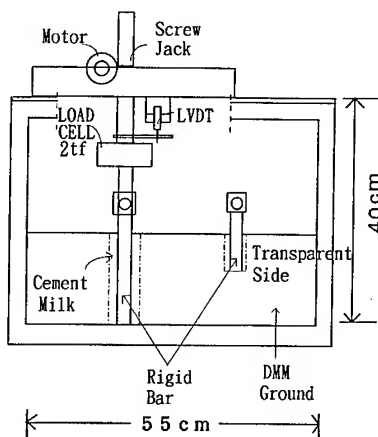 Motor
Screw
Jack
LOAD
CELL
2tf
LVDT
40cm
Cement
Milk
Transparent
Side
Rigid
Bar
DMM
Ground
55cm